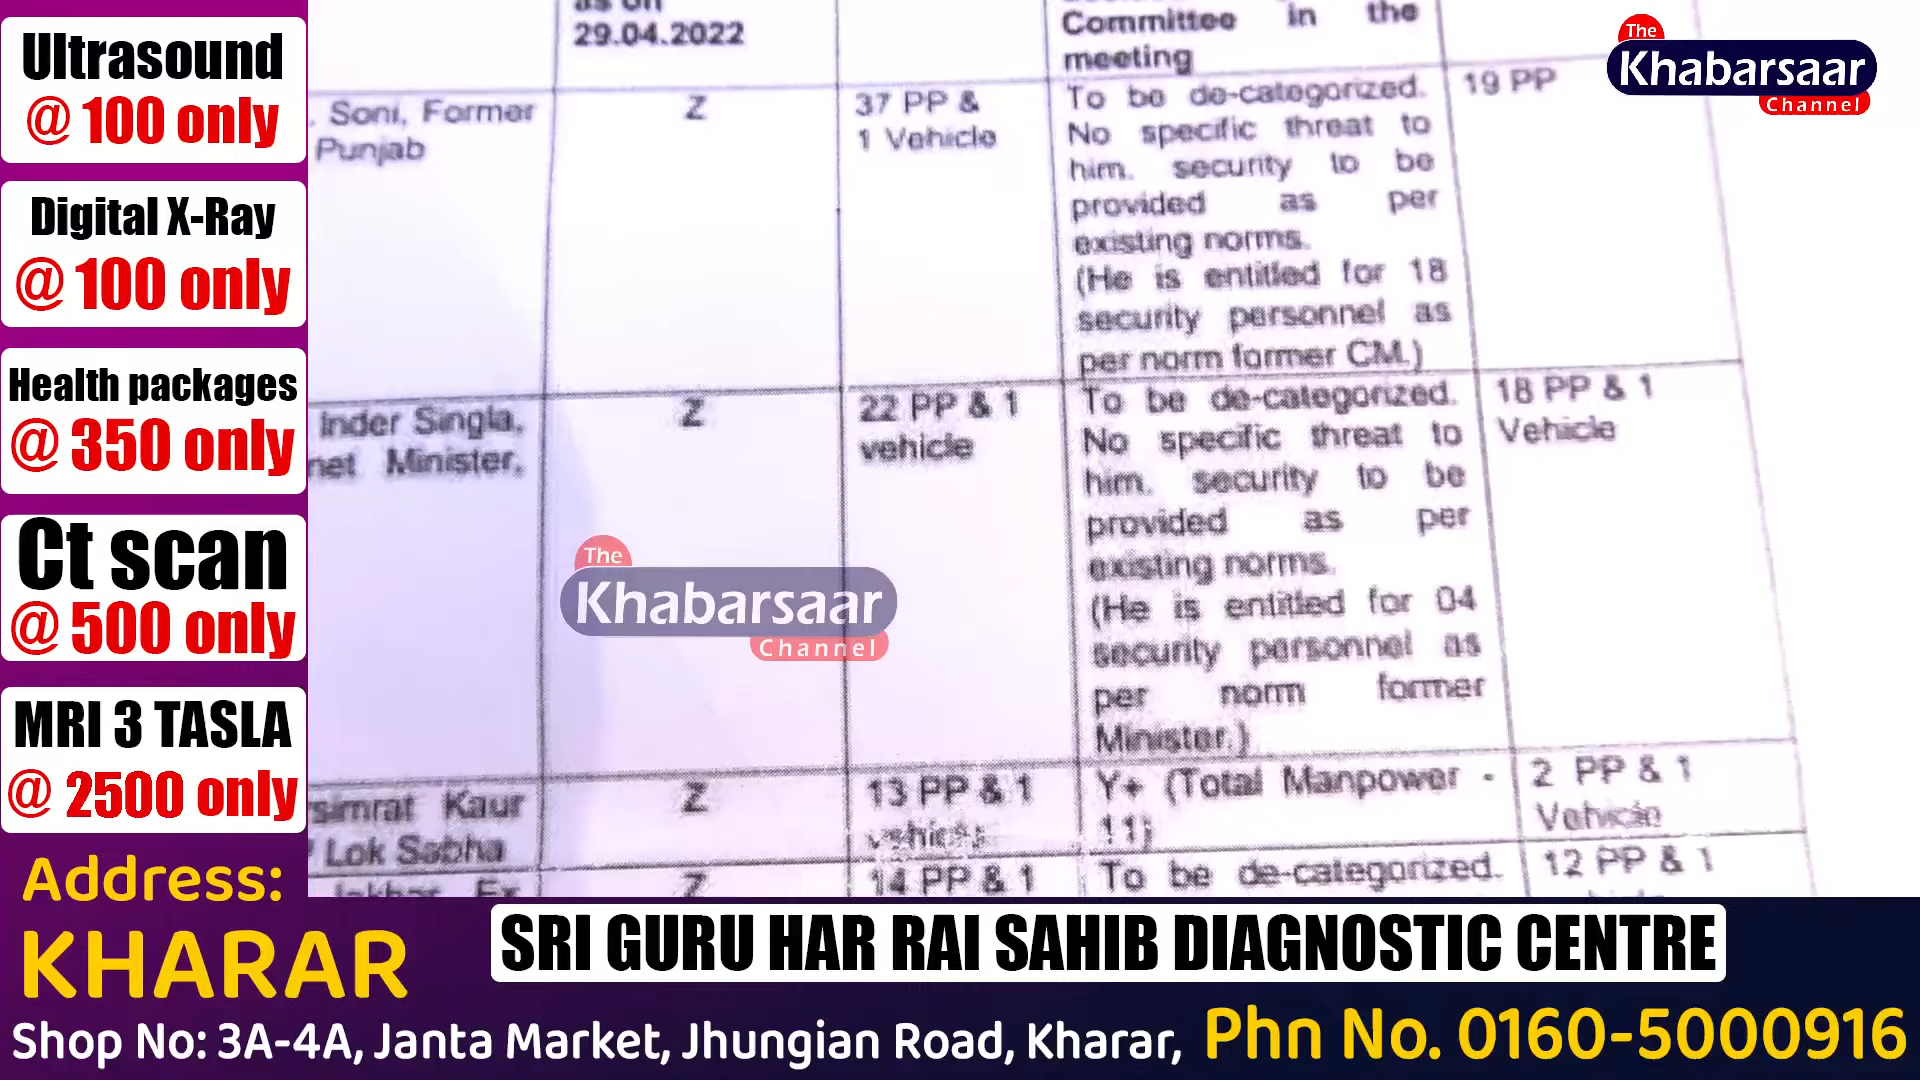 Ultrasound
@ 100 only
Digital X-Ray
@ 100 only
Health packages
@ 350 only
Ct scan
@ 500 only
MRI 3 TASLA
@ 2500 only
Address:
KHARAR
SRI GURU HAR RAI SAHIB DIAGNOSTIC CENTRE
Shop No: 3A-4A, Janta Market, Jhungian Road, Kharar,
Phn No. 0160-5000916
The
Khabarsaar
Channel
as on
29.04.2022
Committee in the
meeting
. Soni, Former
Punjab
Z
37 PP &
1 Vehicle
To be de-categorized.
No specific threat to
him. security to be
provided as per
existing norms.
(He is entitled for 18
security personnel as
per norm former CM.)
19 PP
Inder Singla,
net Minister,
Z
22 PP & 1
vehicle
To be de-categorized.
No specific threat to
him. security to be
provided as per
existing norms.
(He is entitled for 04
security personnel as
per norm former
Minister.)
18 PP & 1
Vehicle
The
Khabarsaar
Channel
simrat Kaur
Lok Sabha
Z
13 PP & 1
vehicle
Y+ (Total Manpower -
11)
2 PP & 1
Vehicle
Ex
Z
14 PP & 1
To be de-categorized.
12 PP & 1